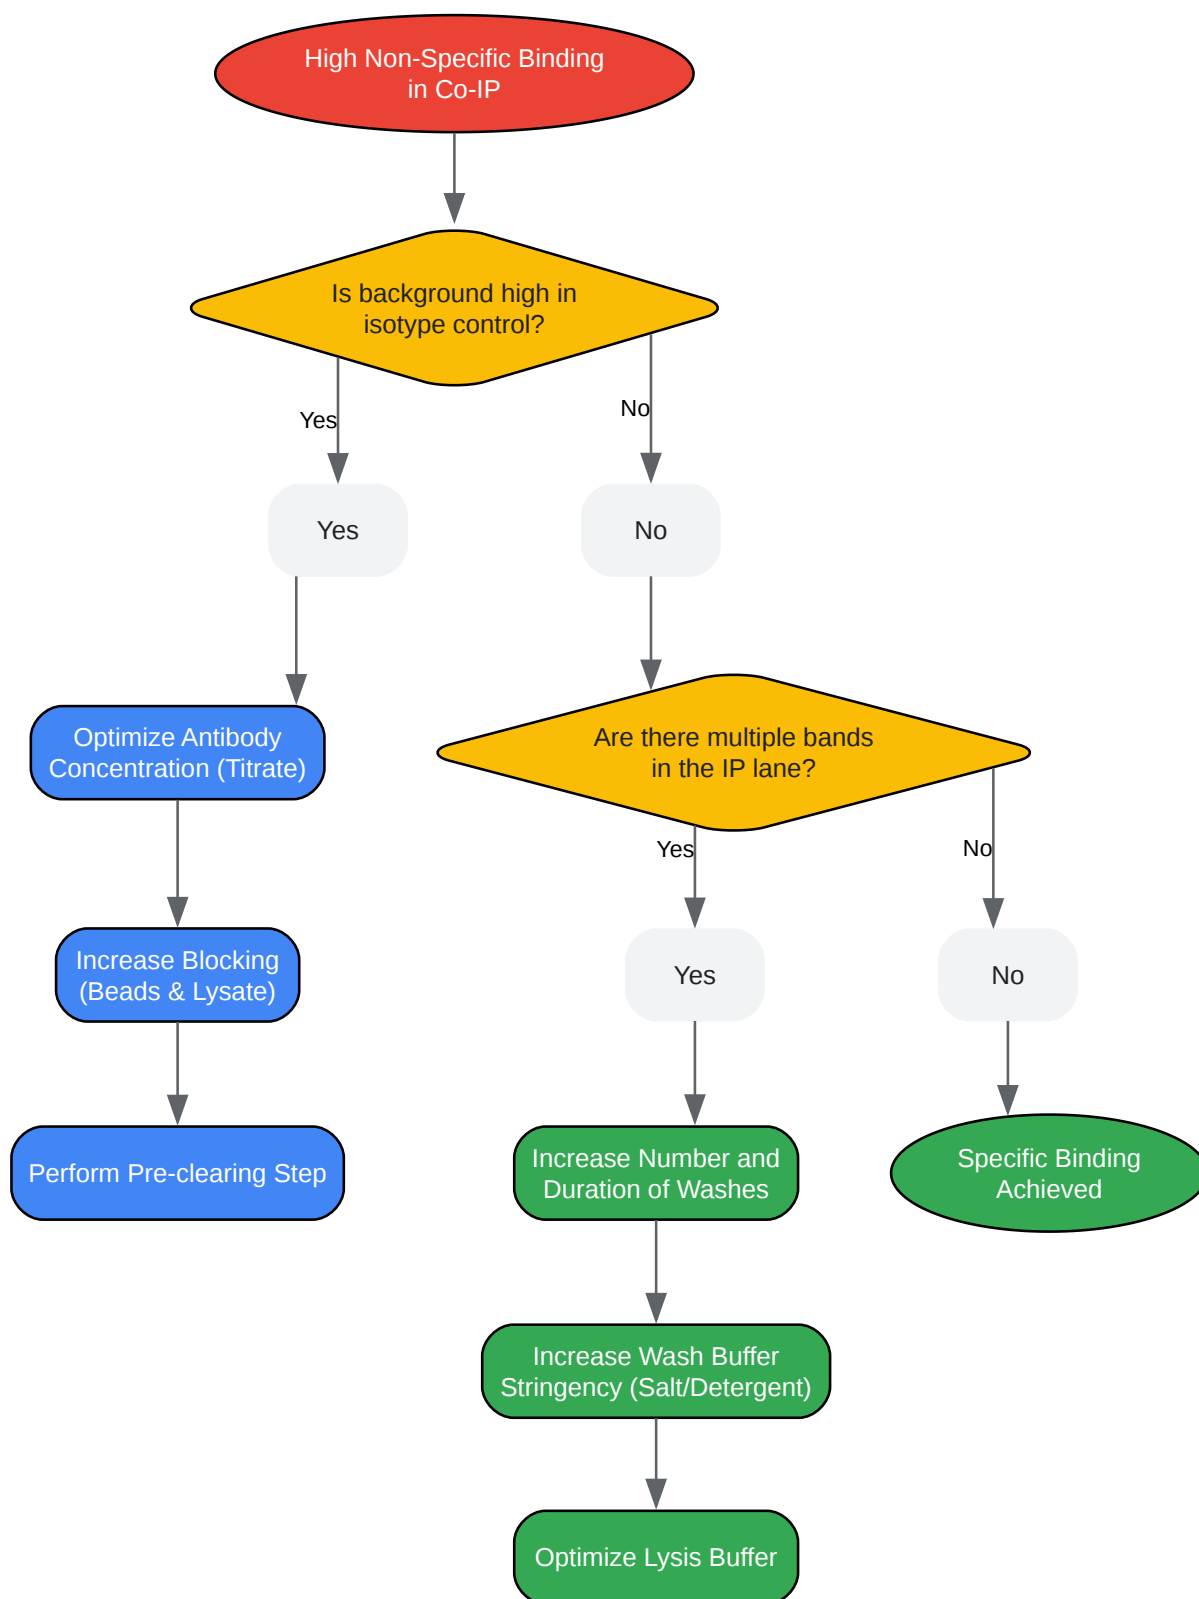 High Non-Specific Binding
in Co-IP
Is background high in
isotype control?
Yes
No
Yes
No
Optimize Antibody
Concentration (Titrate)
Are there multiple bands
in the IP lane?
Yes
No
Increase Blocking
(Beads & Lysate)
Yes
No
Perform Pre-clearing Step
Increase Number and
Duration of Washes
Specific Binding
Achieved
Increase Wash Buffer
Stringency (Salt/Detergent)
Optimize Lysis Buffer